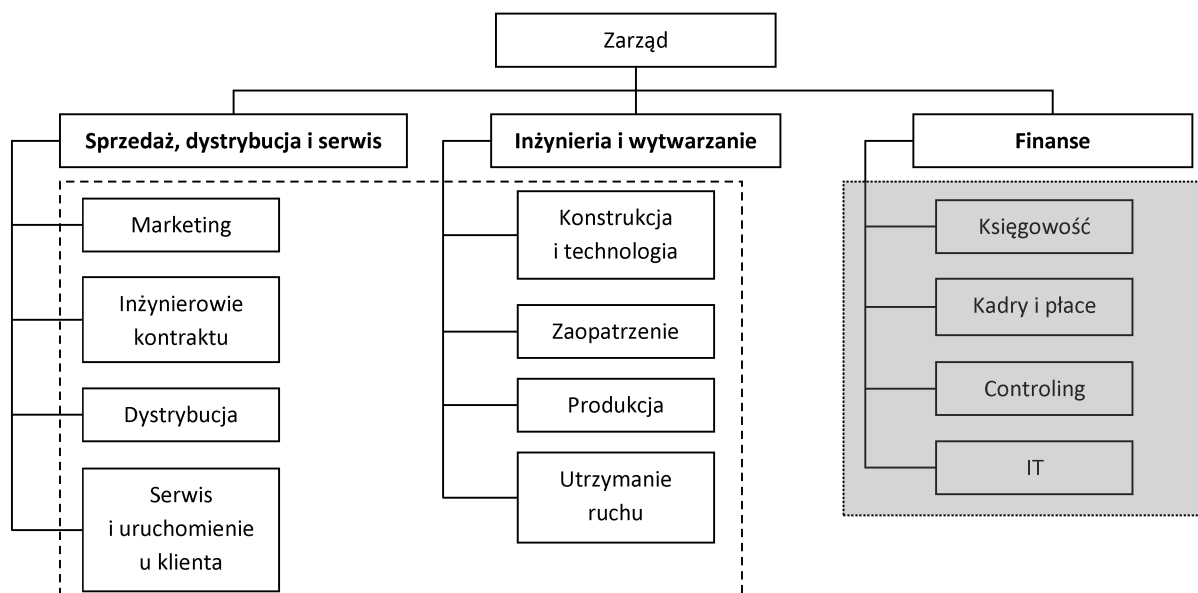 Zarząd
Sprzedaż, dystrybucja i serwis
Marketing
Inżynierowie
kontraktu
Dystrybucja
Serwis
i uruchomienie
u klienta
Inżynieria i wytwarzanie
Konstrukcja
i technologia
Zaopatrzenie
Produkcja
Utrzymanie
ruchu
Finanse
Księgowość
Kadry i płace
Controling
IT